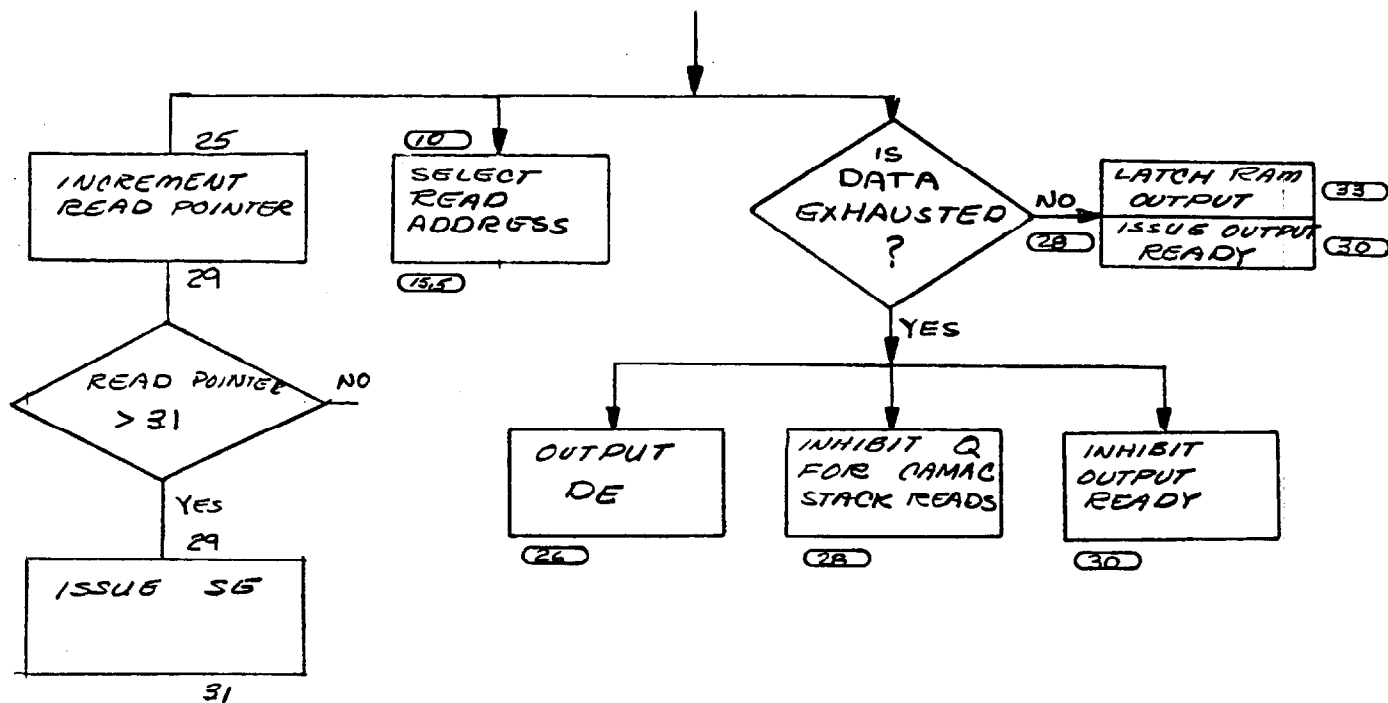 25
INCREMENT
READ POINTER
29
READ POINTER
> 31
NO
YES
29
ISSUE SE
31
10
SELECT
READ
ADDRESS
15,5
IS
DATA
EXHAUSTED
?
NO
28
LATCH RAM
OUTPUT
33
ISSUE OUTPUT
READY
30
YES
OUTPUT
DE
26
INHIBIT Q
FOR CAMAC
STACK READS
28
INHIBIT
OUTPUT
READY
30